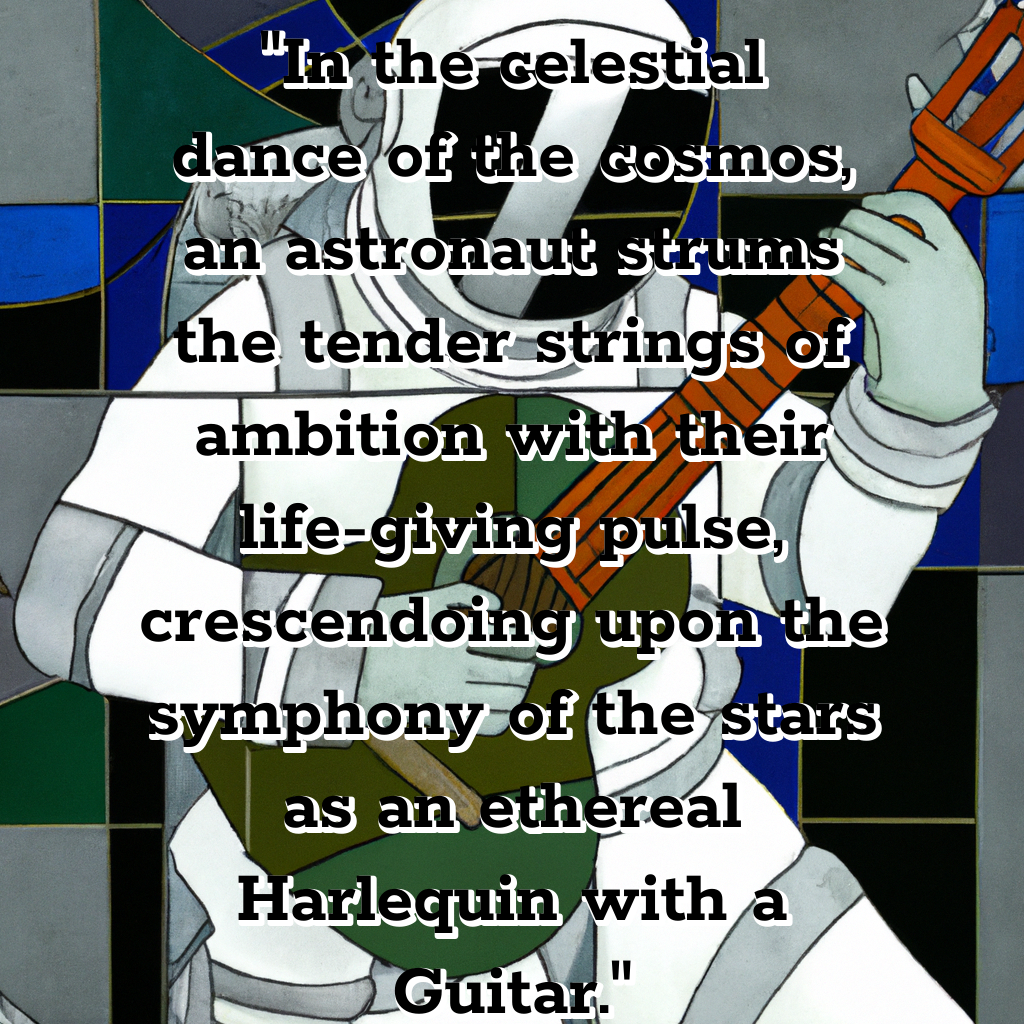 "In the celestial
dance of the cosmos,
an astronaut strums
the tender strings of
ambition with their
life-giving pulse,
crescendoing upon the
symphony of the stars
as an ethereal
Harlequin with a
Guitar."